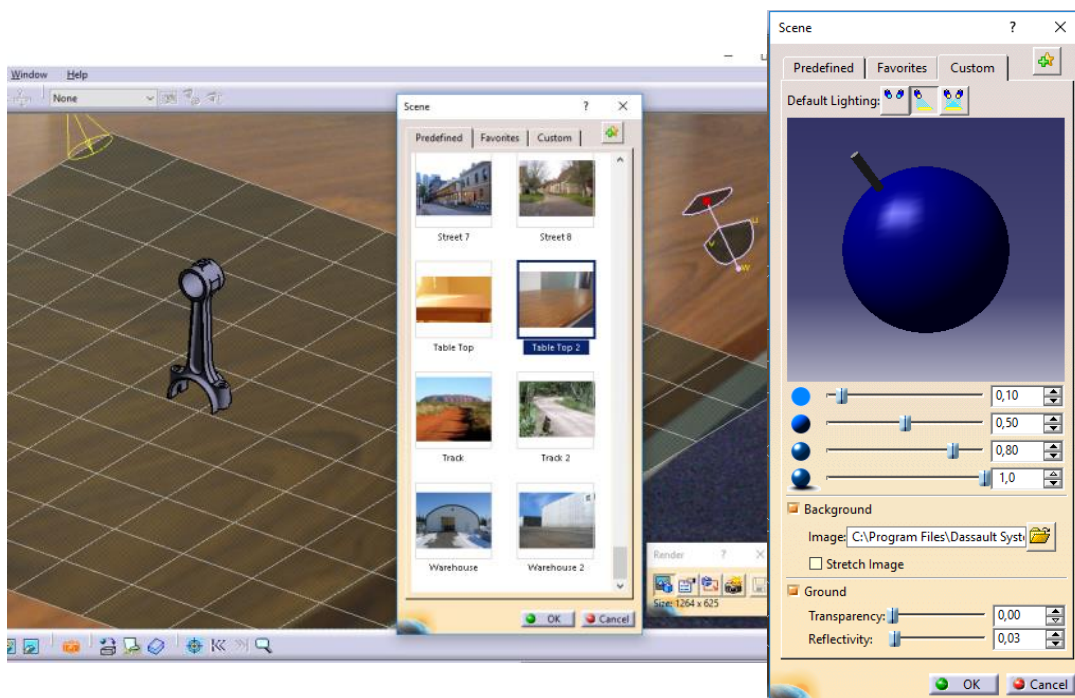 Window Help
None
Scene ? ×
Predefined Favorites Custom
Street 7 Street 8
Table Top Table Top 2
Track Track 2
Warehouse Warehouse 2
OK Cancel
u
v
w
Render ? ×
Size: 1264 x 625
Scene ? ×
Predefined Favorites Custom
Default Lighting:
0,10
0,50
0,80
1,0
Background
Image: C:\Program Files\Dassault Syst
Stretch Image
Ground
Transparency: 0,00
Reflectivity: 0,03
OK Cancel